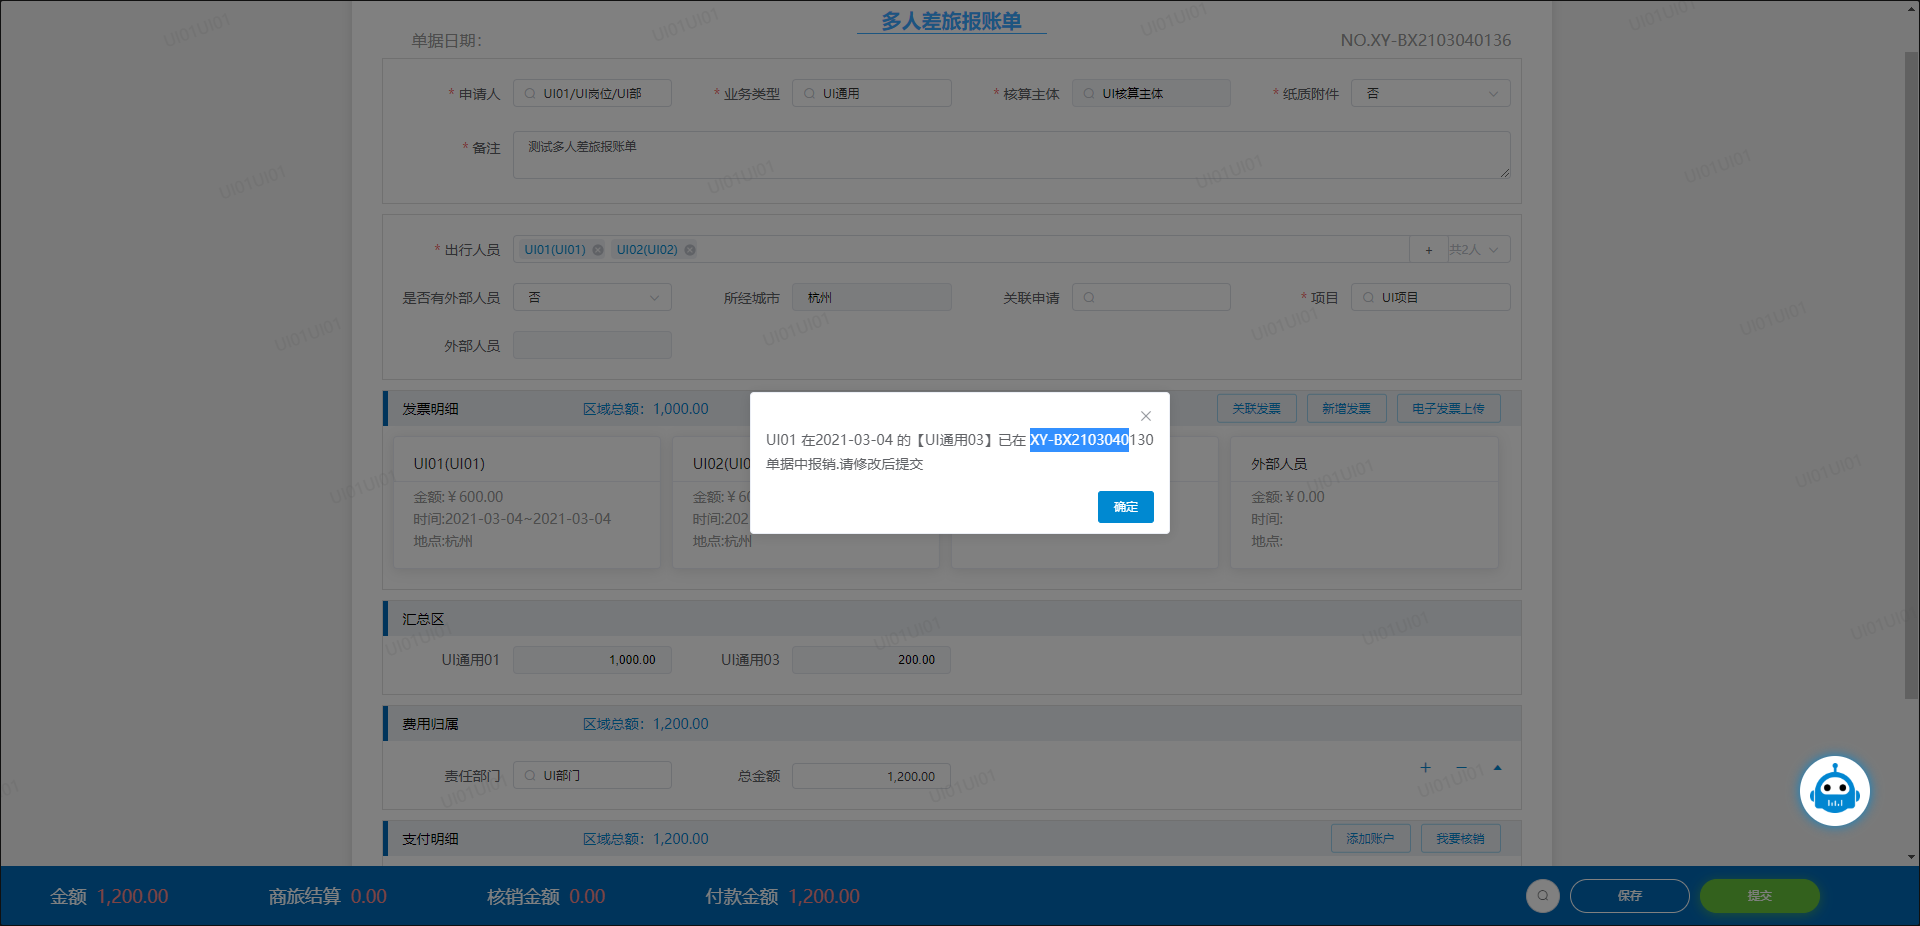 多人差旅报账单
单据日期:
NO.XY-BX2103040136
* 申请人 UI01/UI岗位/UI部 * 业务类型 UI通用 * 核算主体 UI核算主体 * 纸质附件 否
* 备注 测试多人差旅报账单
* 出行人员 UI01(UI01) UI02(UI02) + 共2人
是否有外部人员 否 所经城市 杭州 关联申请 * 项目 UI项目
外部人员
发票明细 区域总额：1,000.00 关联发票 新增发票 电子发票上传
UI01 在2021-03-04 的【UI通用03】已在 XY-BX2103040130
单据中报销,请修改后提交
确定
UI01(UI01)
金额:￥600.00
时间:2021-03-04~2021-03-04
地点:杭州
UI02(UI0
金额:￥60
时间:202
地点:杭州
外部人员
金额:￥0.00
时间:
地点:
汇总区
UI通用01 1,000.00 UI通用03 200.00
费用归属 区域总额：1,200.00
责任部门 UI部门 总金额 1,200.00
支付明细 区域总额：1,200.00 添加账户 我要核销
金额 1,200.00 商旅结算 0.00 核销金额 0.00 付款金额 1,200.00 保存 提交
UI01UI01